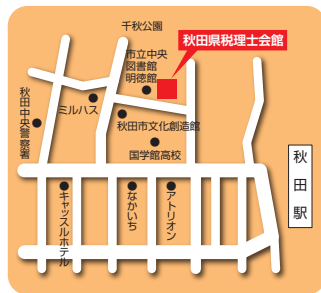 千秋公園
秋田県税理士会館
市立中央
図書館
明徳館
ミルハス
秋田市文化創造館
国学館高校
秋田
中央警察署
秋田駅
キャッスルホテル
なかいち
アトリオン